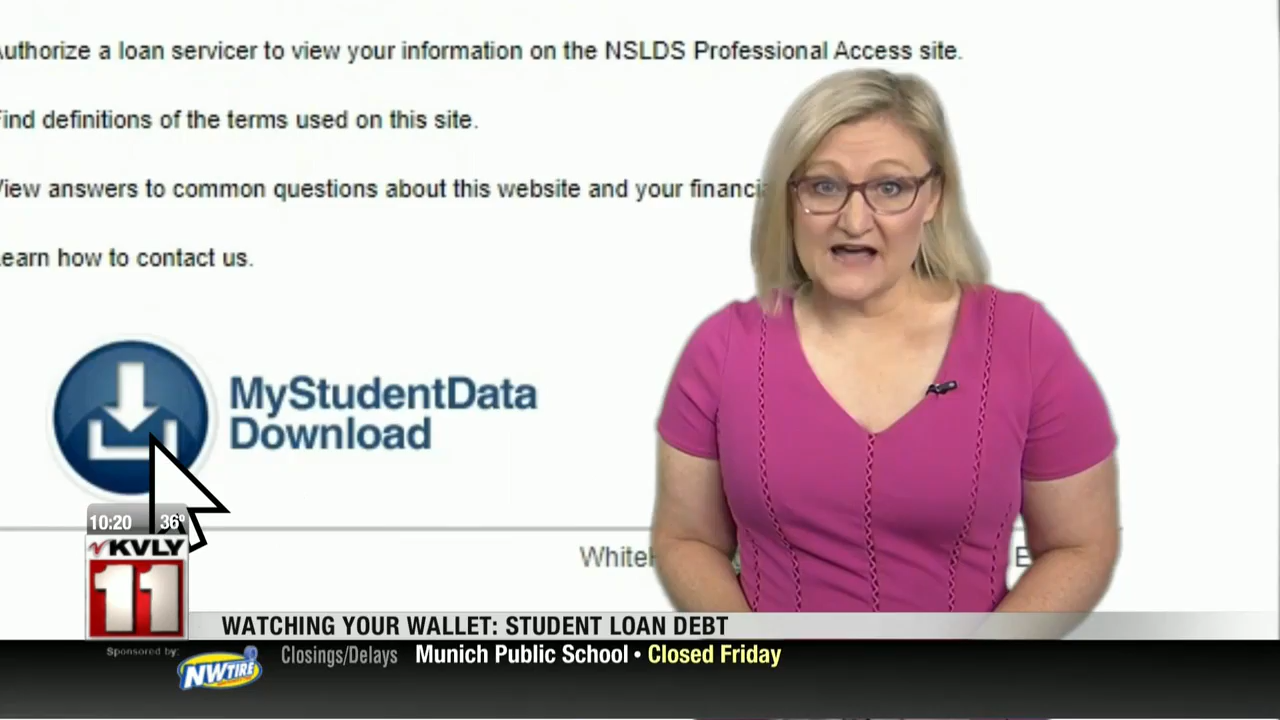 Authorize a loan servicer to view your information on the NSLDS Professional Access site.
Find definitions of the terms used on this site.
View answers to common questions about this website and your financi
Learn how to contact us.
MyStudentData
Download
10:20 36°
KVLY
11
WATCHING YOUR WALLET: STUDENT LOAN DEBT
Sponsored by:
NWTIRE
Closings/Delays Munich Public School • Closed Friday